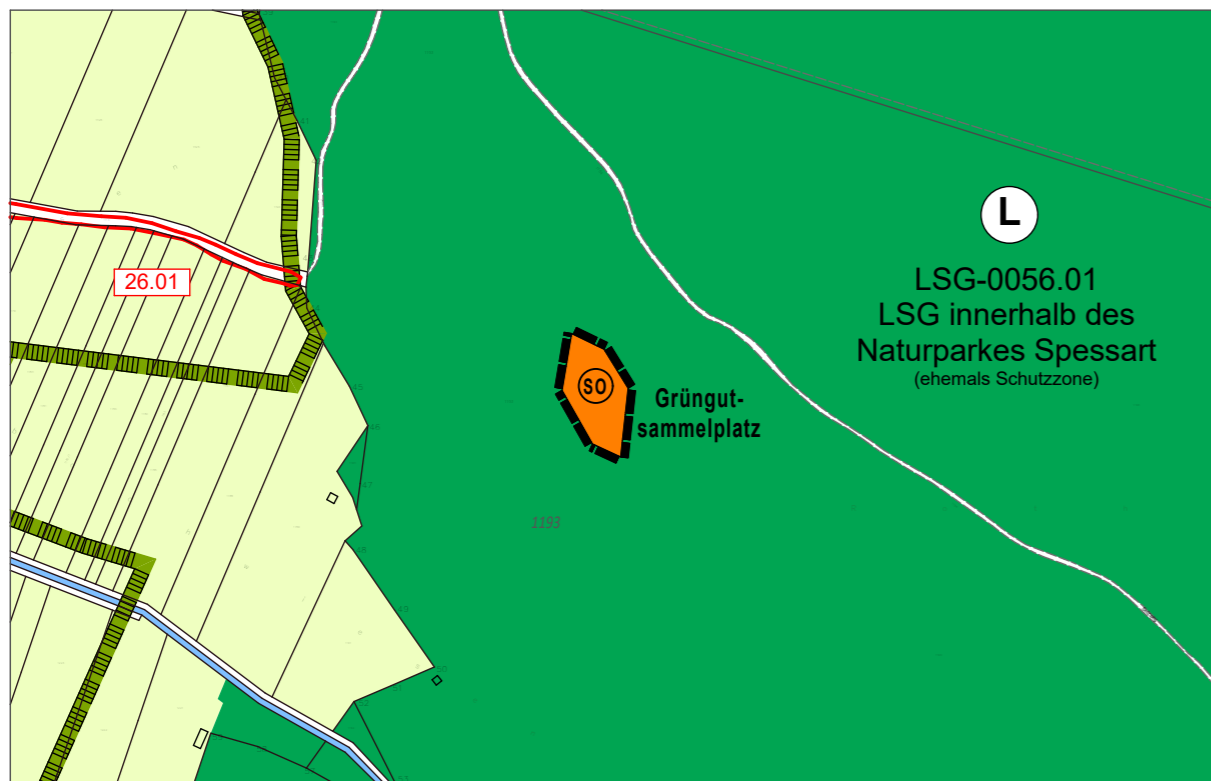 L
LSG-0056.01
LSG innerhalb des
Naturparkes Spessart
(ehemals Schutzzone)
26.01
SO
Grüngut-
sammelplatz
1193